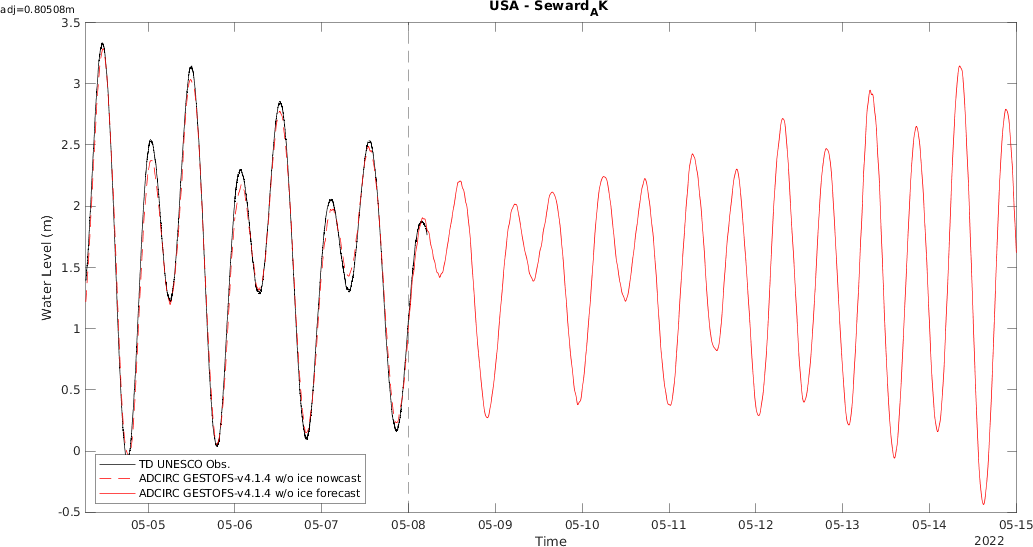 adj=0.80508m
USA - Seward_AK
Water Level (m)
3.5
3
2.5
2
1.5
1
0.5
0
-0.5
TD UNESCO Obs.
ADCIRC GESTOFS-v4.1.4 w/o ice nowcast
ADCIRC GESTOFS-v4.1.4 w/o ice forecast
05-05 05-06 05-07 05-08 05-09 05-10 05-11 05-12 05-13 05-14 05-15
Time
2022